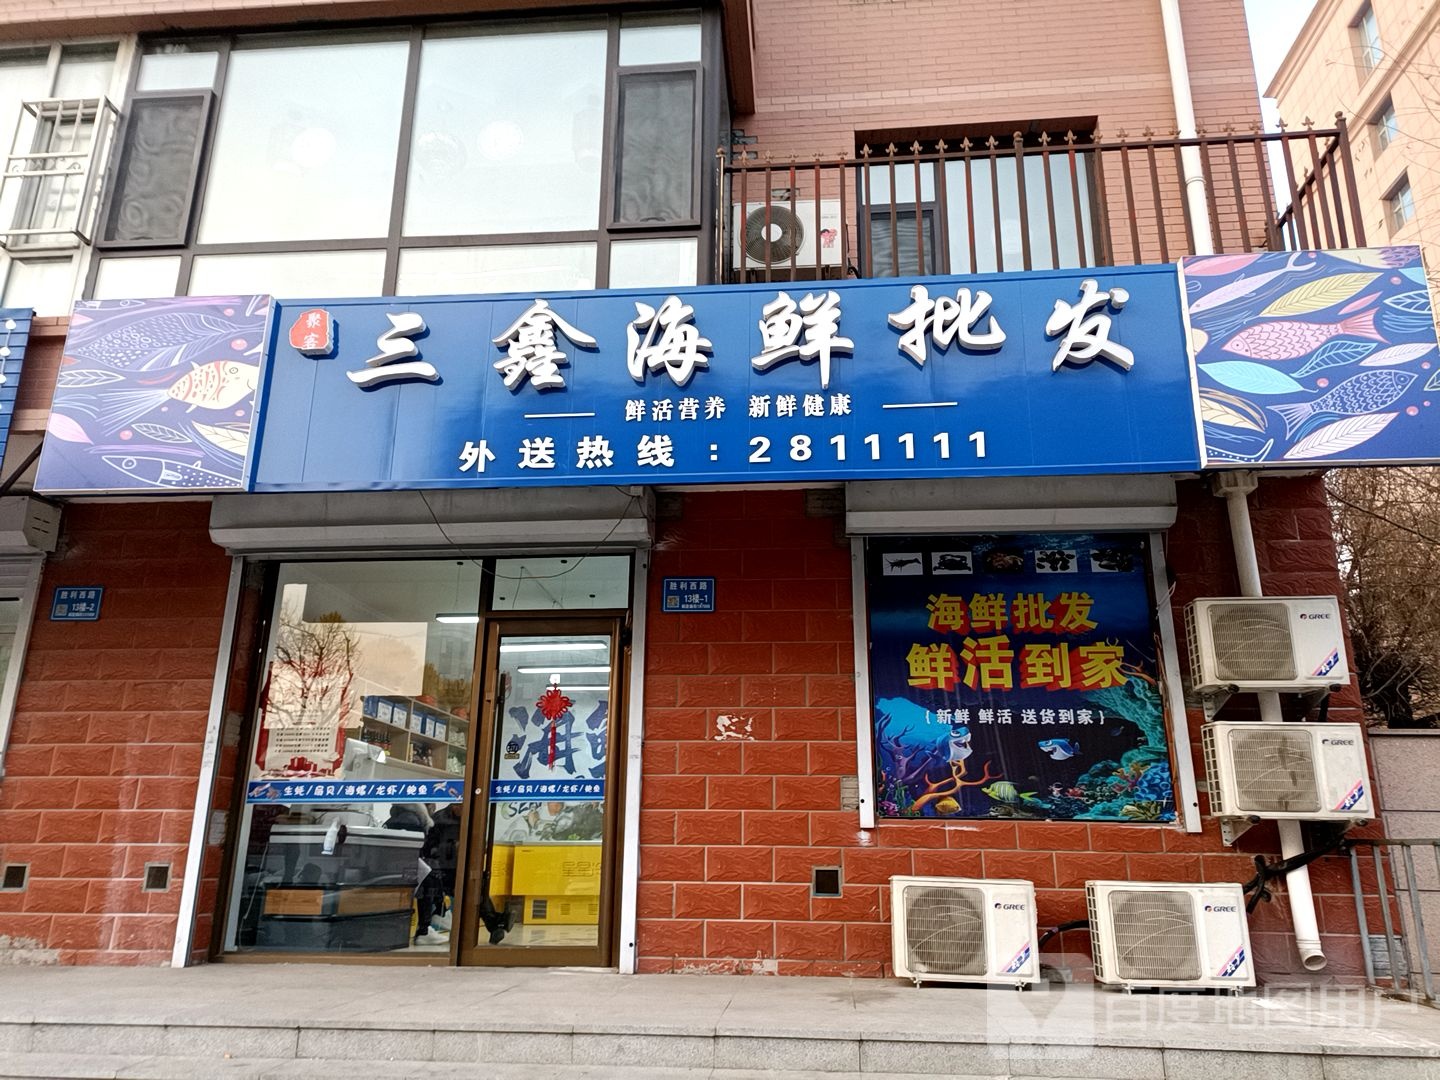 聚客
三鑫海鲜批发
鲜活营养 新鲜健康
外送热线：2811111
胜利西路
13楼-2
胜利西路
13楼-1
海鲜批发
鲜活到家
{新鲜 鲜活 送货到家}
海鲜
生蚝/扇贝/海螺/龙虾/鲍鱼
生蚝/扇贝/海螺/龙虾/鲍鱼
GREE
GREE
GREE
GREE
百度地图用户